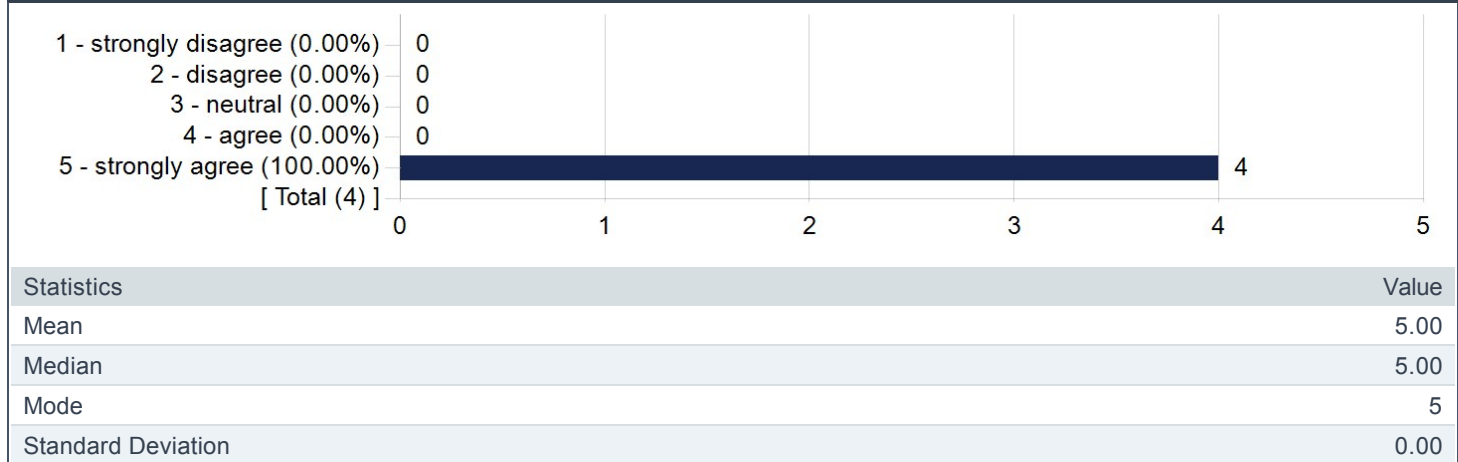 1 - strongly disagree (0.00%) 0
2 - disagree (0.00%) 0
3 - neutral (0.00%) 0
4 - agree (0.00%) 0
5 - strongly agree (100.00%) 4
[ Total (4) ]
0 1 2 3 4 5
Statistics Value
Mean 5.00
Median 5.00
Mode 5
Standard Deviation 0.00